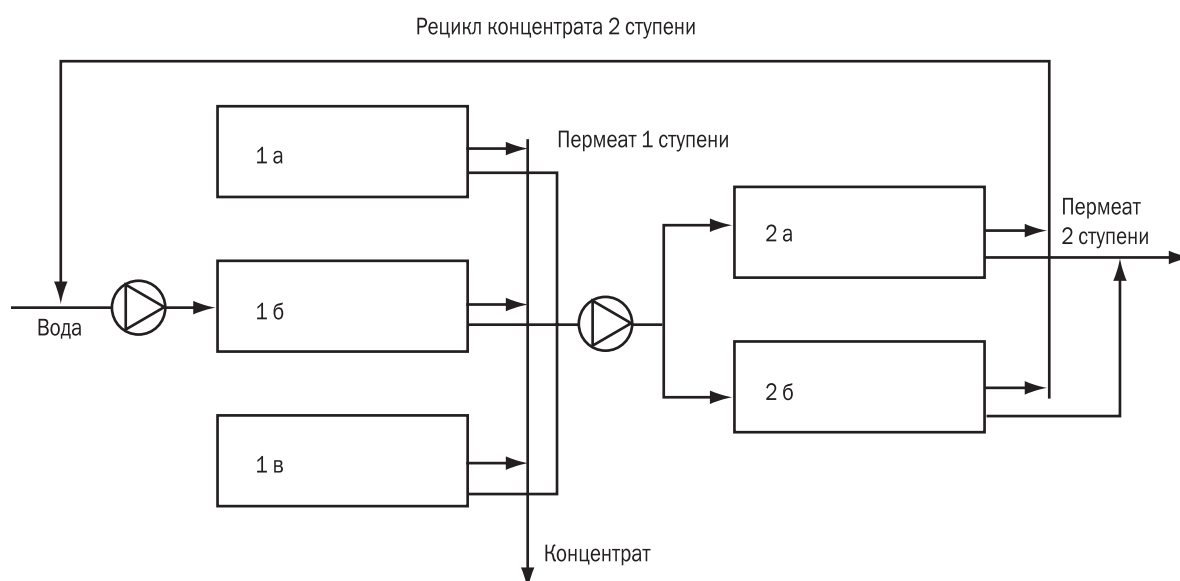 Рецикл концентрата 2 ступени
1 а
Пермеат 1 ступени
2 а
Пермеат
2 ступени
Вода
1 б
2 б
1 в
Концентрат